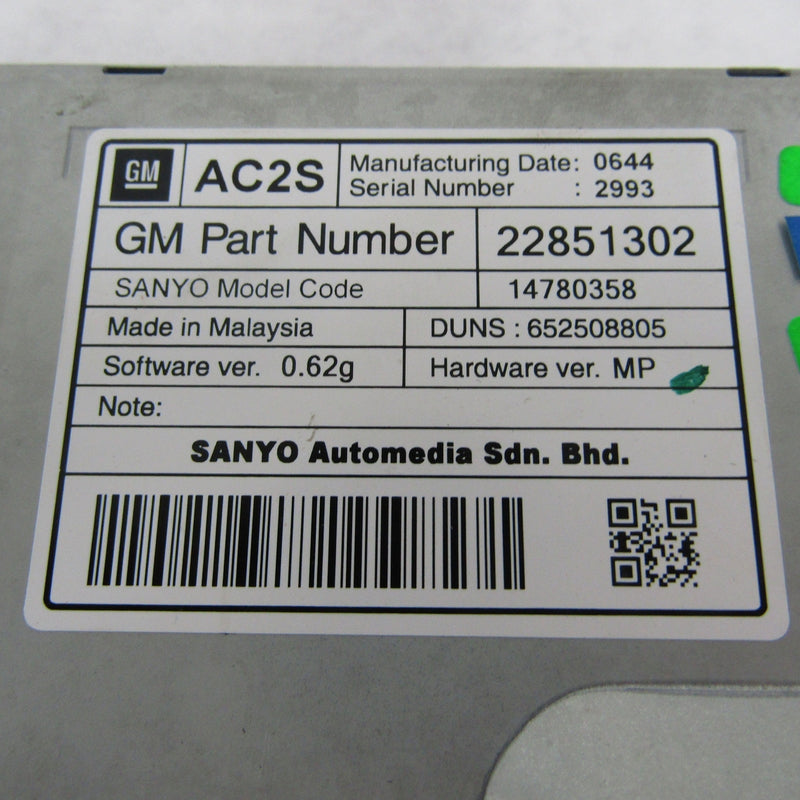 GM AC2S Manufacturing Date: 0644
Serial Number : 2993
GM Part Number 22851302
SANYO Model Code 14780358
Made in Malaysia DUNS : 652508805
Software ver. 0.62g Hardware ver. MP
Note:
SANYO Automedia Sdn. Bhd.